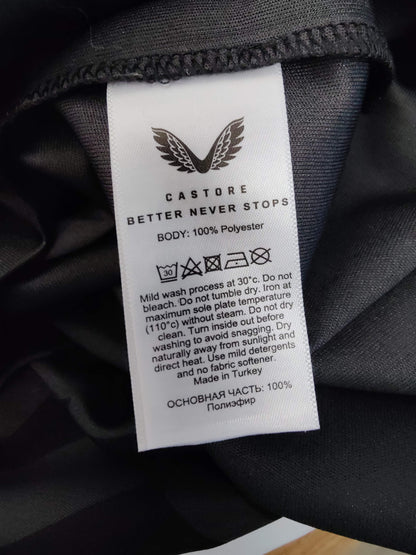 CASTORE
BETTER NEVER STOPS
BODY: 100% Polyester
30
Mild wash process at 30°c. Do not
bleach. Do not tumble dry. Iron at
maximum sole plate temperature
(110°c) without steam. Do not dry
clean. Turn inside out before
washing to avoid snagging. Dry
naturally away from sunlight and
direct heat. Use mild detergents
and no fabric softener.
Made in Turkey
ОСНОВНАЯ ЧАСТЬ: 100%
Полиэфир